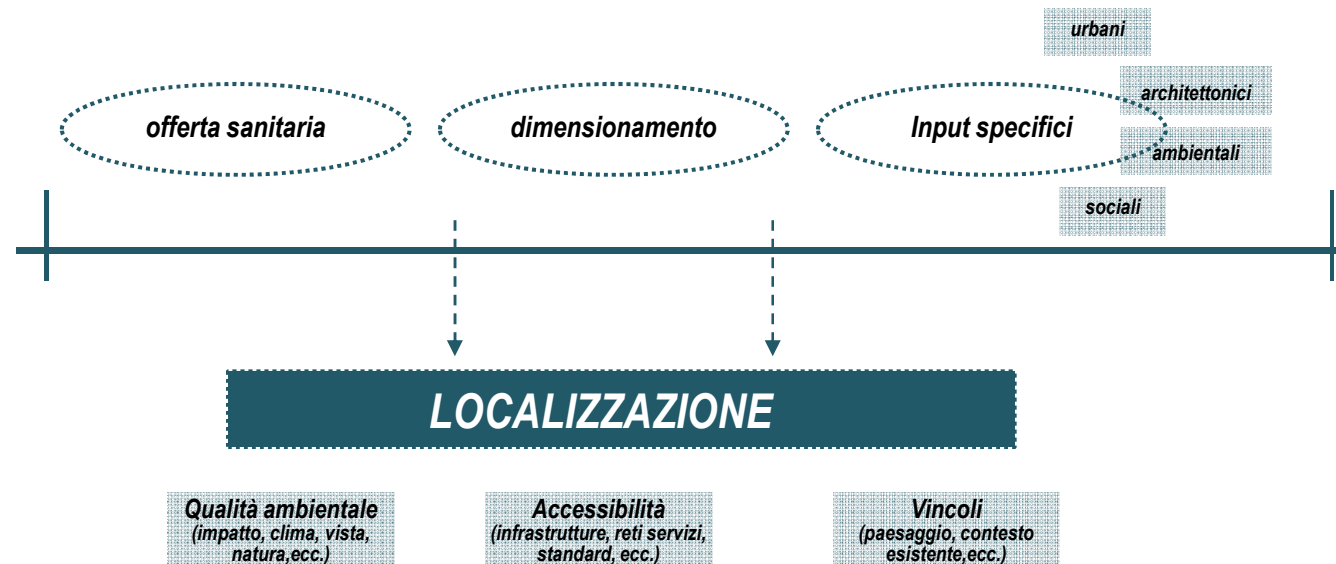 urbani
architettonici
offerta sanitaria
dimensionamento
Input specifici
ambientali
sociali
LOCALIZZAZIONE
Qualità ambientale
(impatto, clima, vista,
natura,ecc.)
Accessibilità
(infrastrutture, reti servizi,
standard, ecc.)
Vincoli
(paesaggio, contesto
esistente,ecc.)